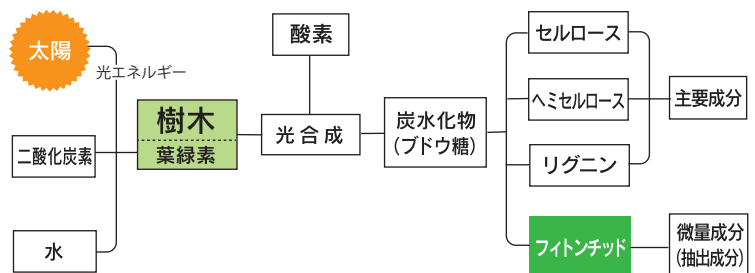 太陽
光エネルギー
二酸化炭素
水
樹木
葉緑素
酸素
光合成
炭水化物
(ブドウ糖)
セルロース
ヘミセルロース
リグニン
フィトンチッド
主要成分
微量成分
(抽出成分)